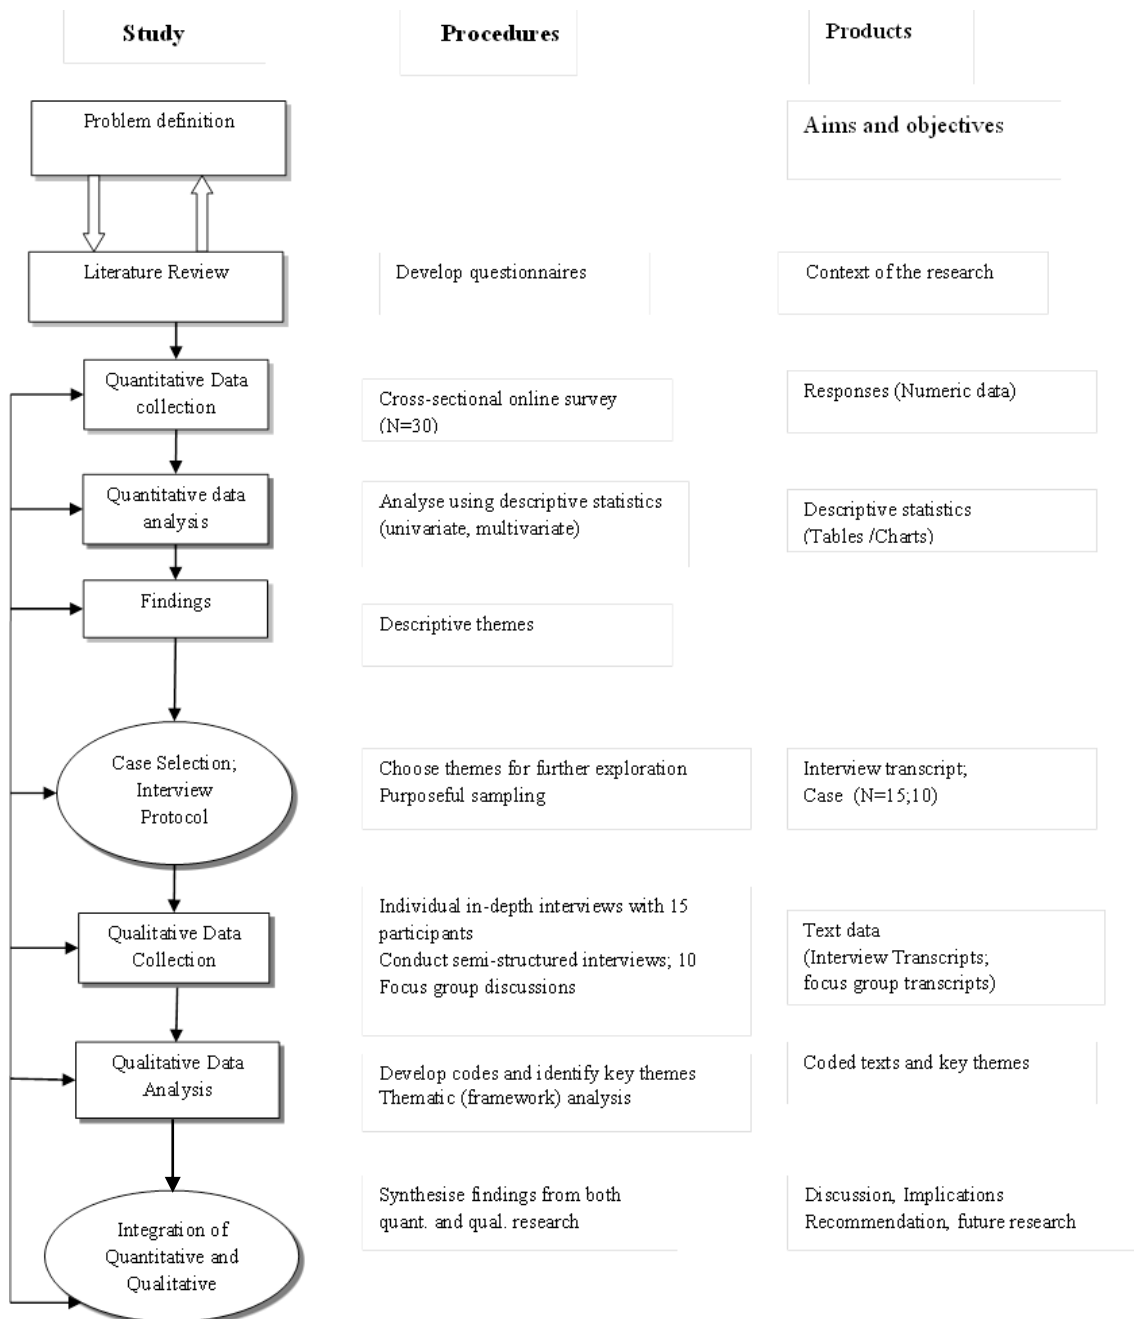 Study
Procedures
Products
Problem definition
Aims and objectives
Literature Review
Develop questionnaires
Context of the research
Quantitative Data
collection
Cross-sectional online survey
(N=30)
Responses (Numeric data)
Quantitative data
analysis
Analyse using descriptive statistics
(univariate, multivariate)
Descriptive statistics
(Tables /Charts)
Findings
Descriptive themes
Case Selection;
Interview
Protocol
Choose themes for further exploration
Purposeful sampling
Interview transcript;
Case (N=15;10)
Qualitative Data
Collection
Individual in-depth interviews with 15
participants
Conduct semi-structured interviews; 10
Focus group discussions
Text data
(Interview Transcripts;
focus group transcripts)
Qualitative Data
Analysis
Develop codes and identify key themes
Thematic (framework) analysis
Coded texts and key themes
Integration of
Quantitative and
Qualitative
Synthesise findings from both
quant. and qual. research
Discussion, Implications
Recommendation, future research